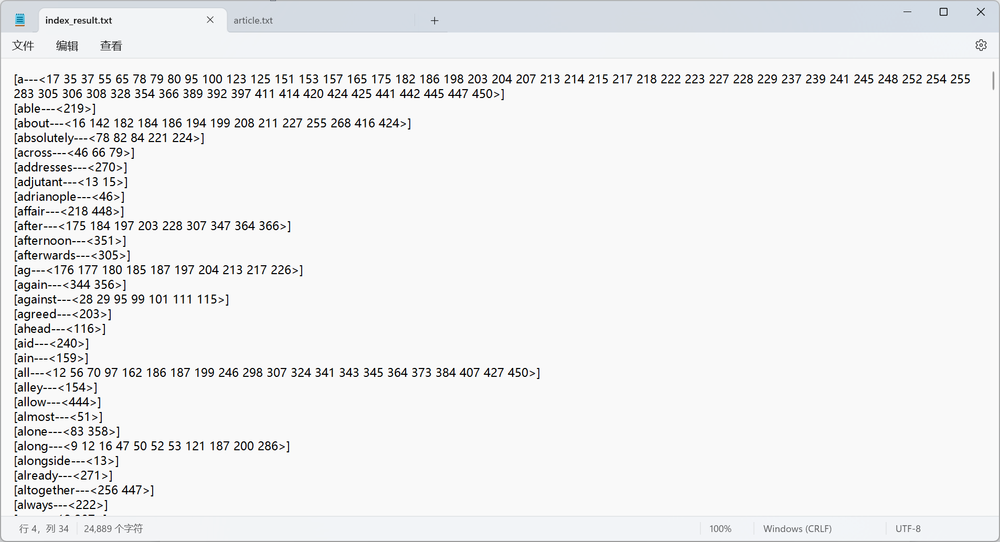 index_result.txt
article.txt
文件 编辑 查看
[a---<17 35 37 55 65 78 79 80 95 100 123 125 151 153 157 165 175 182 186 198 203 204 207 213 214 215 217 218 222 223 227 228 229 237 239 241 245 248 252 254 255
283 305 306 308 328 354 366 389 392 397 411 414 420 424 425 441 442 445 447 450>]
[able---<219>]
[about---<16 142 182 184 186 194 199 208 211 227 255 268 416 424>]
[absolutely---<78 82 84 221 224>]
[across---<46 66 79>]
[addresses---<270>]
[adjutant---<13 15>]
[adrianople---<46>]
[affair---<218 448>]
[after---<175 184 197 203 228 307 347 364 366>]
[afternoon---<351>]
[afterwards---<305>]
[ag---<176 177 180 185 187 197 204 213 217 226>]
[again---<344 356>]
[against---<28 29 95 99 101 111 115>]
[agreed---<203>]
[ahead---<116>]
[aid---<240>]
[ain---<159>]
[all---<12 56 70 97 162 186 187 199 246 298 307 324 341 343 345 364 373 384 407 427 450>]
[alley---<154>]
[allow---<444>]
[almost---<51>]
[alone---<83 358>]
[along---<9 12 16 47 50 52 53 121 187 200 286>]
[alongside---<13>]
[already---<271>]
[altogether---<256 447>]
[always---<222>]
行 4，列 34 24,889 个字符 100% Windows (CRLF) UTF-8